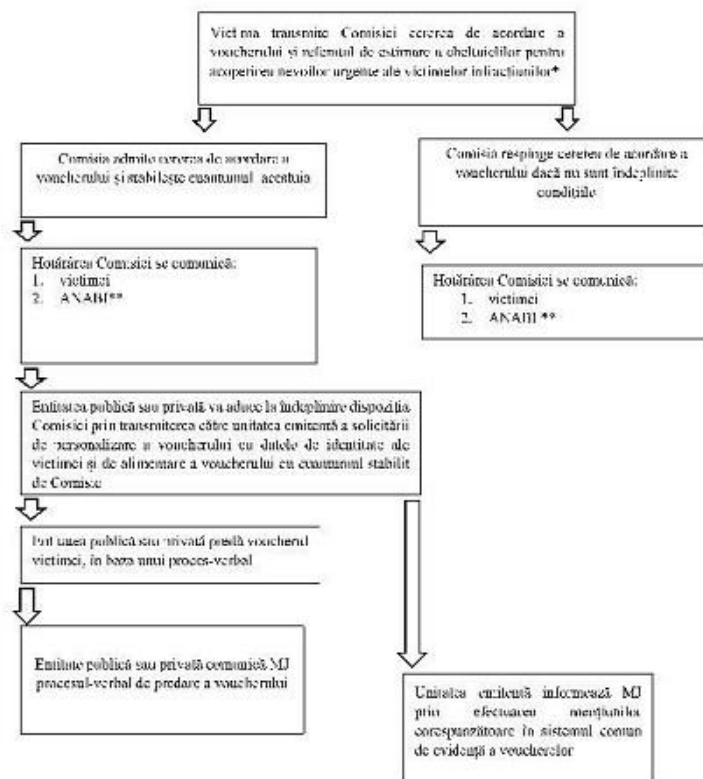 Victima transmite Comisiei cererea de acordare a
voucherului și referatul de estimare a cheltuielilor pentru
acoperirea nevoilor urgente ale victimelor infracțiunilor*
Comisia admite cererea de acordare a
voucherului și stabilește cuantumul acestuia
Comisia respinge cererea de acordare a
voucherului dacă nu sunt îndeplinite
condițiile
Hotărârea Comisiei se comunică:
1. victimei
2. ANABI**
Hotărârea Comisiei se comunică:
1. victimei
2. ANABI**
Entitatea publică sau privată va aduce la îndeplinire dispoziția
Comisiei prin transmiterea către unitatea emitentă a solicitării
de personalizare a voucherului cu datele de identitate ale
victimei și de alimentare a voucherului cu cuantumul stabilit
de Comisie
Entitatea publică sau privată predă voucherul
victimei, în baza unui proces-verbal
Entitate publică sau privată comunică MJ
procesul-verbal de predare a voucherului
Unitatea emitentă informează MJ
prin efectuarea mențiunilor
corespunzătoare în sistemul comun
de evidență a voucherelor